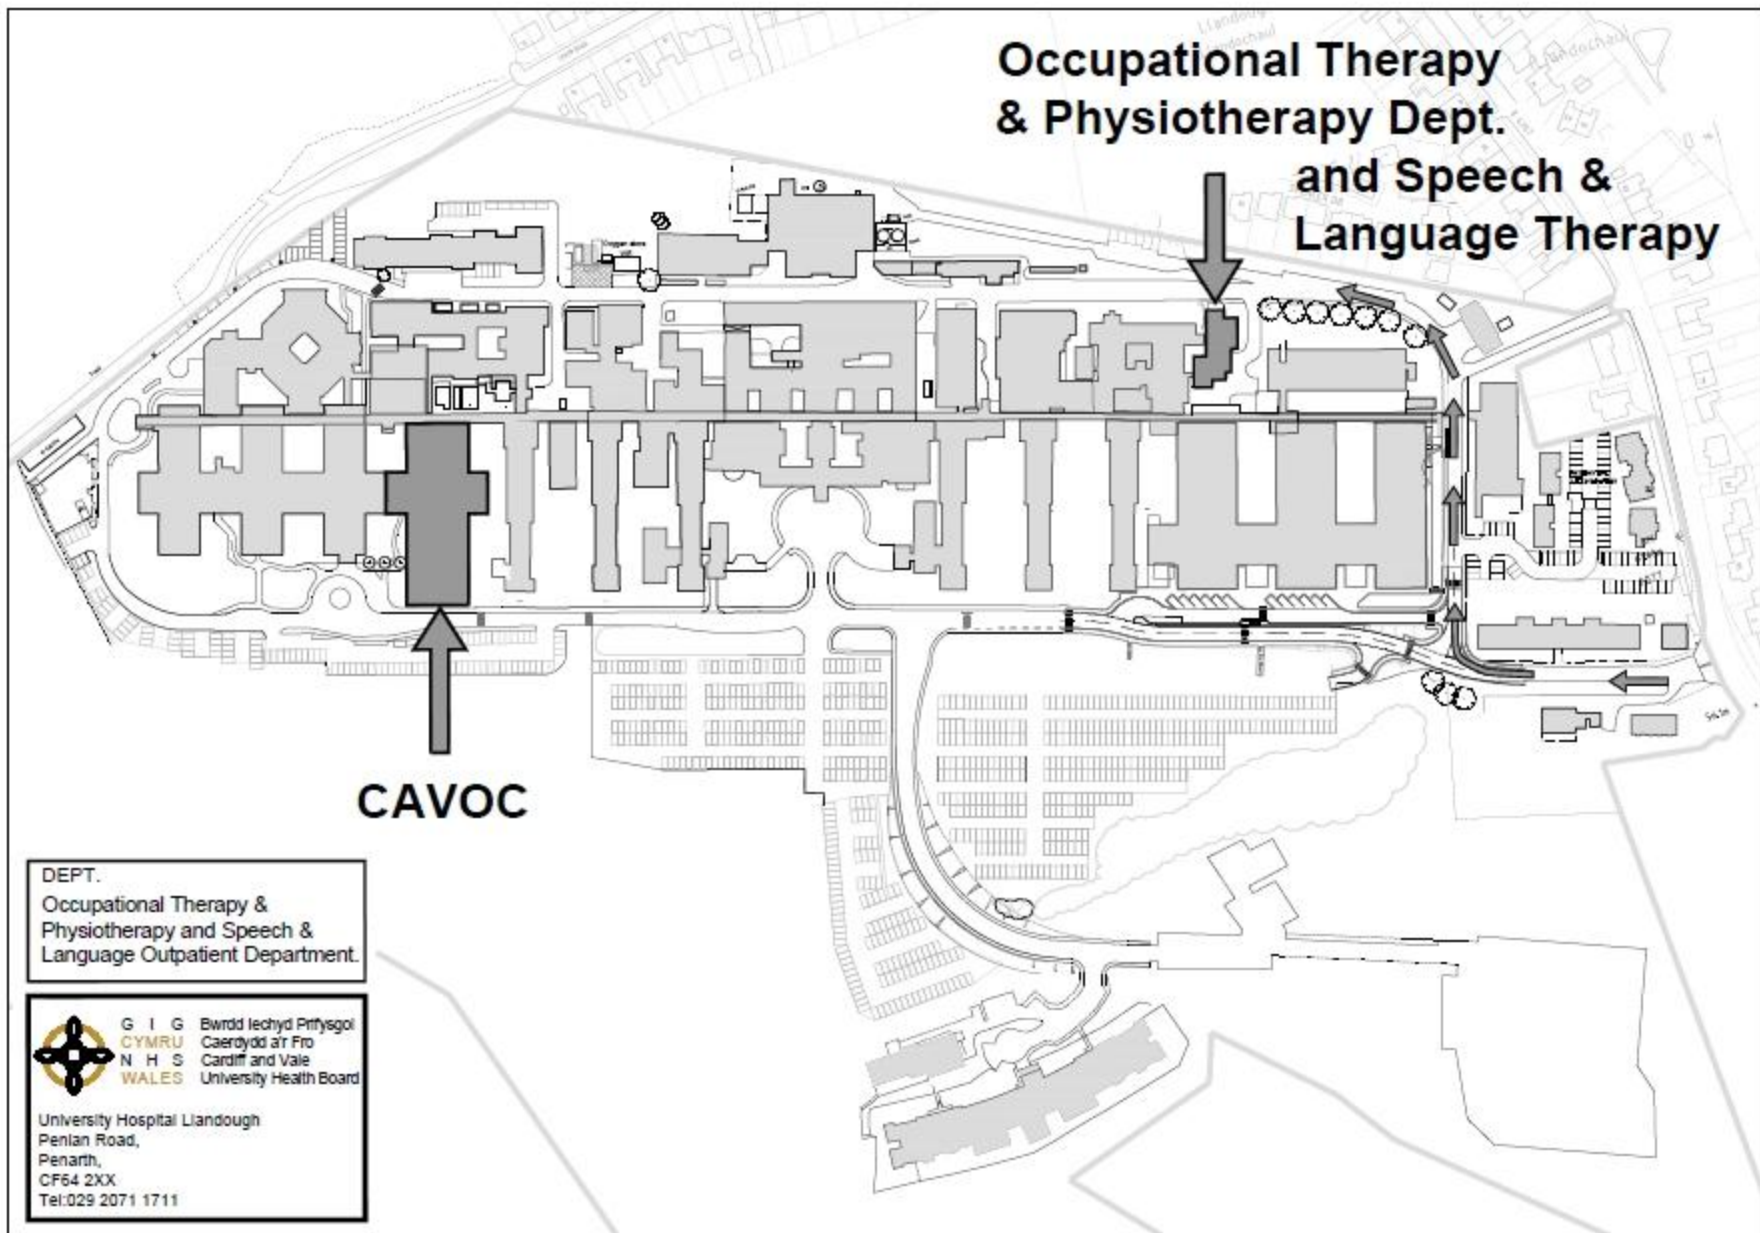 Occupational Therapy
& Physiotherapy Dept.
and Speech &
Language Therapy
CAVOC
DEPT.
Occupational Therapy &
Physiotherapy and Speech &
Language Outpatient Department.
G I G Bwrdd Iechyd Prifysgol
CYMRU Caerdydd a'r Fro
N H S Cardiff and Vale
WALES University Health Board
University Hospital Llandough
Penlan Road,
Penarth,
CF64 2XX
Tel:029 2071 1711